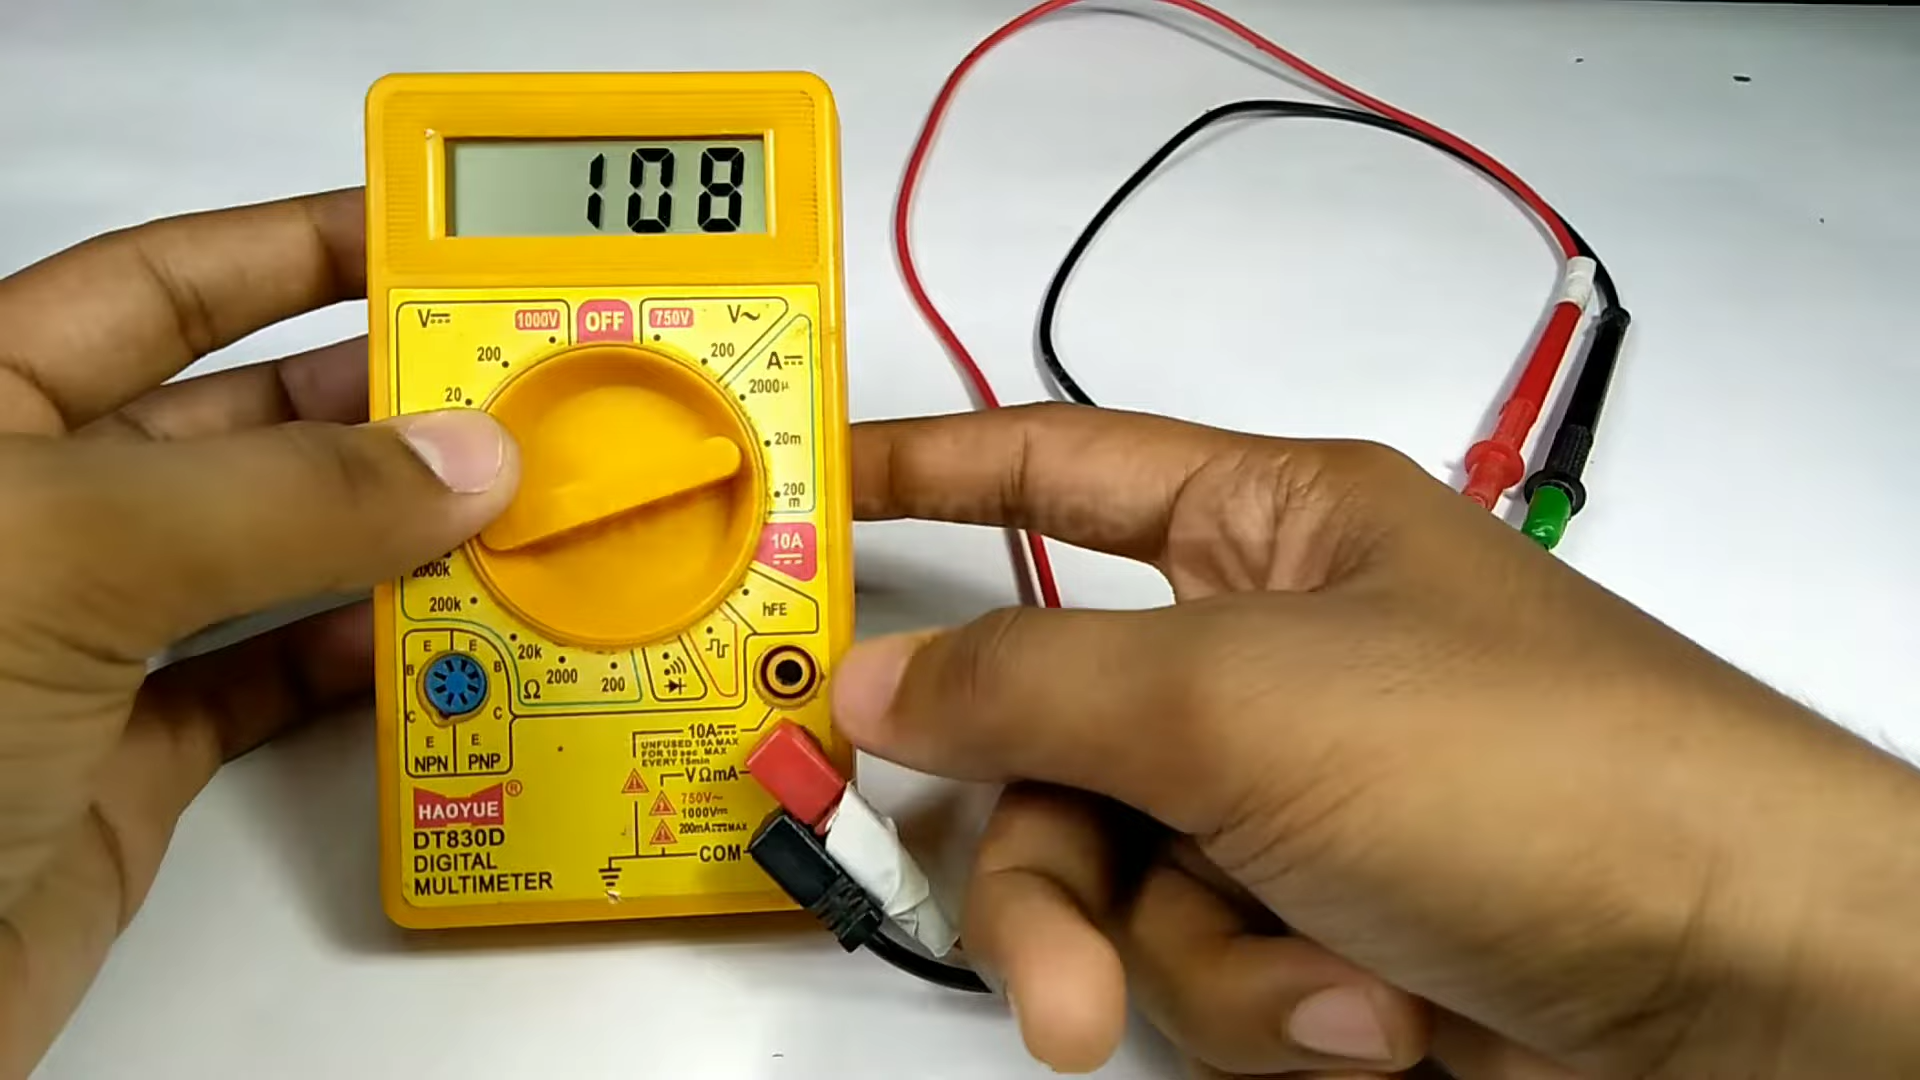 108
V⎓ 1000V OFF 750V V~
200 200 A⎓
20 2000µ
20m
200
m
10A
2000k
200k hFE
20k
Ω 2000 200
E E
B B
C C
E E
NPN PNP
10A⎓
UNFUSED 10A MAX
FOR 10 sec MAX
EVERY 15min
VΩmA
750V~
1000V⎓
200mA⎓MAX
COM
HAOYUE ®
DT830D
DIGITAL
MULTIMETER